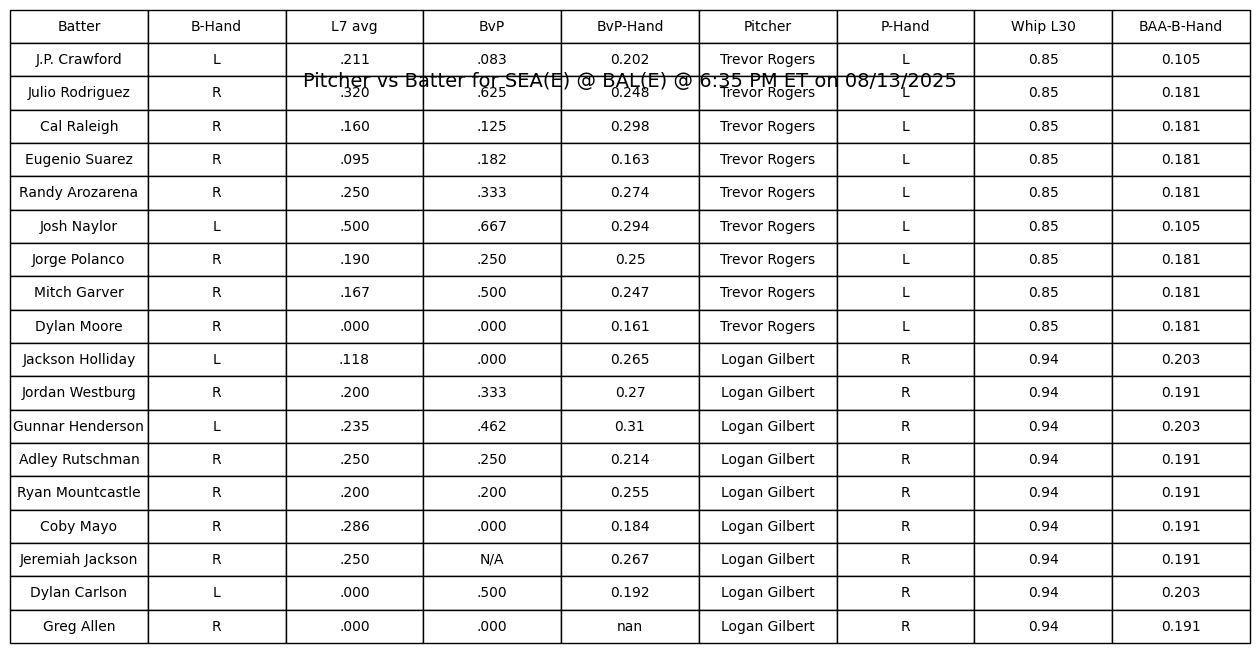 Batter B-Hand L7 avg BvP BvP-Hand Pitcher P-Hand Whip L30 BAA-B-Hand
J.P. Crawford L .211 .083 0.202 Trevor Rogers L 0.85 0.105
Pitcher vs Batter for SEA(E) @ BAL(E) @ 6:35 PM ET on 08/13/2025
Julio Rodriguez R .320 .625 0.248 Trevor Rogers L 0.85 0.181
Cal Raleigh R .160 .125 0.298 Trevor Rogers L 0.85 0.181
Eugenio Suarez R .095 .182 0.163 Trevor Rogers L 0.85 0.181
Randy Arozarena R .250 .333 0.274 Trevor Rogers L 0.85 0.181
Josh Naylor L .500 .667 0.294 Trevor Rogers L 0.85 0.105
Jorge Polanco R .190 .250 0.25 Trevor Rogers L 0.85 0.181
Mitch Garver R .167 .500 0.247 Trevor Rogers L 0.85 0.181
Dylan Moore R .000 .000 0.161 Trevor Rogers L 0.85 0.181
Jackson Holliday L .118 .000 0.265 Logan Gilbert R 0.94 0.203
Jordan Westburg R .200 .333 0.27 Logan Gilbert R 0.94 0.191
Gunnar Henderson L .235 .462 0.31 Logan Gilbert R 0.94 0.203
Adley Rutschman R .250 .250 0.214 Logan Gilbert R 0.94 0.191
Ryan Mountcastle R .200 .200 0.255 Logan Gilbert R 0.94 0.191
Coby Mayo R .286 .000 0.184 Logan Gilbert R 0.94 0.191
Jeremiah Jackson R .250 N/A 0.267 Logan Gilbert R 0.94 0.191
Dylan Carlson L .000 .500 0.192 Logan Gilbert R 0.94 0.203
Greg Allen R .000 .000 nan Logan Gilbert R 0.94 0.191